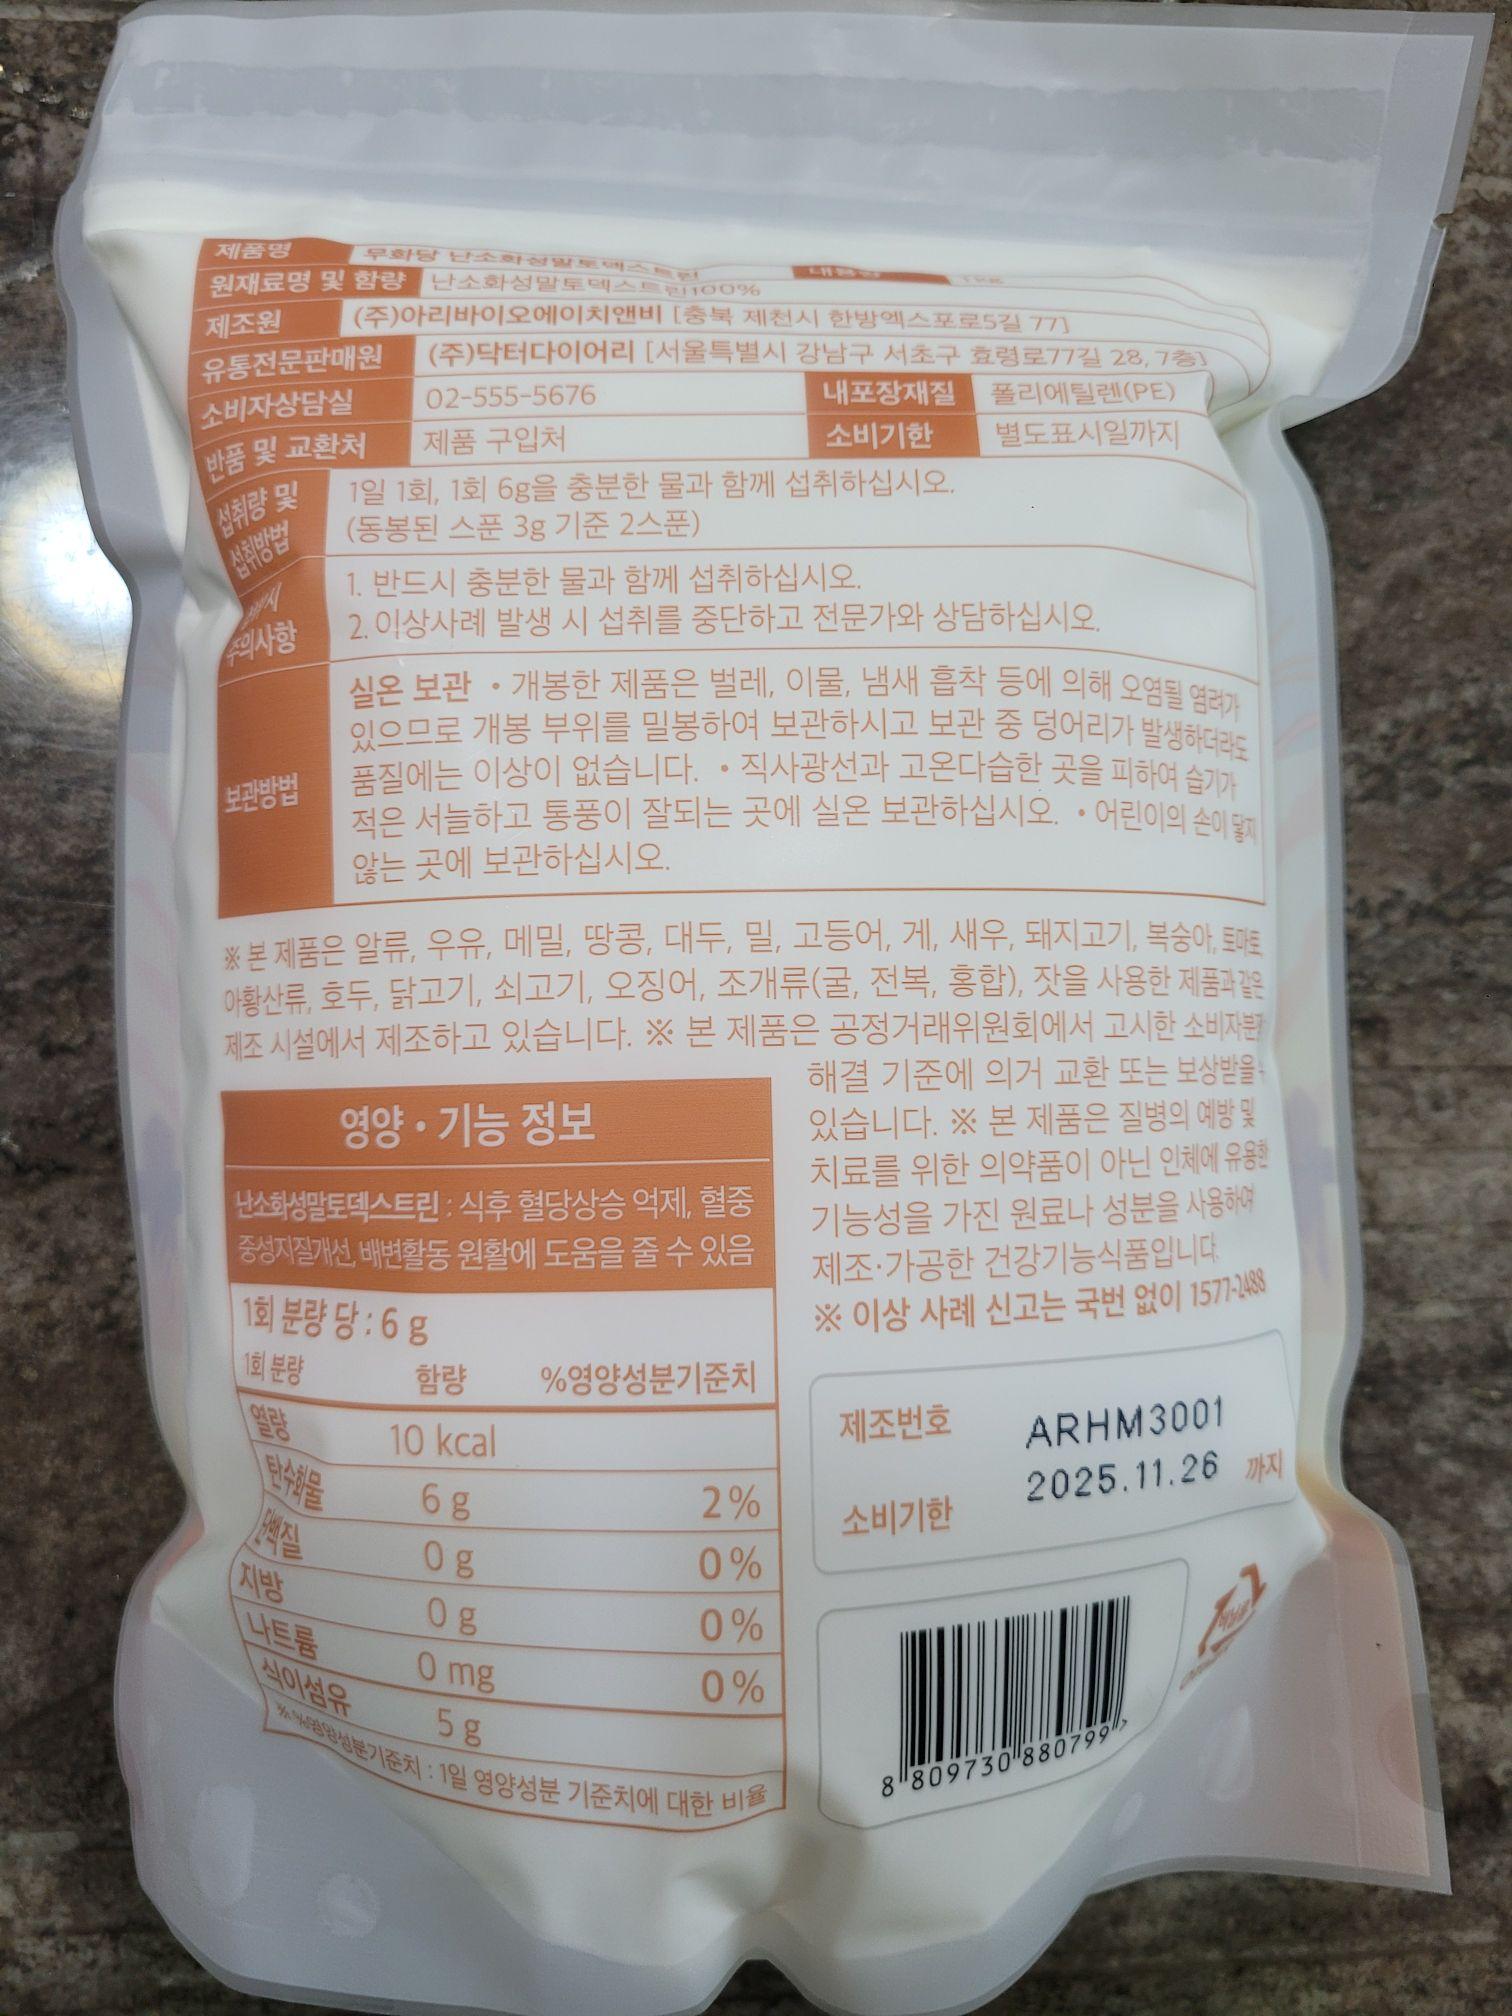 제품명 무화당 난소화성말토덱스트린 내용량 1kg
원재료명 및 함량 난소화성말토덱스트린100%
제조원 (주)아리바이오에이치앤비 [충북 제천시 한방엑스포로5길 77]
유통전문판매원 (주)닥터다이어리 [서울특별시 강남구 서초구 효령로77길 28, 7층]
소비자상담실 02-555-5676 내포장재질 폴리에틸렌(PE)
반품 및 교환처 제품 구입처 소비기한 별도표시일까지
섭취량 및
섭취방법
1일 1회, 1회 6g을 충분한 물과 함께 섭취하십시오.
(동봉된 스푼 3g 기준 2스푼)
주의사항
1. 반드시 충분한 물과 함께 섭취하십시오.
2. 이상사례 발생 시 섭취를 중단하고 전문가와 상담하십시오.
보관방법
실온 보관 • 개봉한 제품은 벌레, 이물, 냄새 흡착 등에 의해 오염될 염려가
있으므로 개봉 부위를 밀봉하여 보관하시고 보관 중 덩어리가 발생하더라도
품질에는 이상이 없습니다. • 직사광선과 고온다습한 곳을 피하여 습기가
적은 서늘하고 통풍이 잘되는 곳에 실온 보관하십시오. • 어린이의 손이 닿지
않는 곳에 보관하십시오.
※ 본 제품은 알류, 우유, 메밀, 땅콩, 대두, 밀, 고등어, 게, 새우, 돼지고기, 복숭아, 토마토,
아황산류, 호두, 닭고기, 쇠고기, 오징어, 조개류(굴, 전복, 홍합), 잣을 사용한 제품과 같은
제조 시설에서 제조하고 있습니다. ※ 본 제품은 공정거래위원회에서 고시한 소비자분쟁
해결 기준에 의거 교환 또는 보상받을 수
있습니다. ※ 본 제품은 질병의 예방 및
치료를 위한 의약품이 아닌 인체에 유용한
기능성을 가진 원료나 성분을 사용하여
제조·가공한 건강기능식품입니다.
※ 이상 사례 신고는 국번 없이 1577-2488
영양 • 기능 정보
난소화성말토덱스트린 : 식후 혈당상승 억제, 혈중
중성지질개선, 배변활동 원활에 도움을 줄 수 있음
1회 분량 당 : 6 g
1회 분량 함량 %영양성분기준치
열량 10 kcal
탄수화물 6 g 2%
단백질 0 g 0%
지방 0 g 0%
나트륨 0 mg 0%
식이섬유 5 g
※%영양성분기준치 : 1일 영양성분 기준치에 대한 비율
제조번호 ARHM3001
소비기한 2025.11.26 까지
8 809730 880799
비닐류